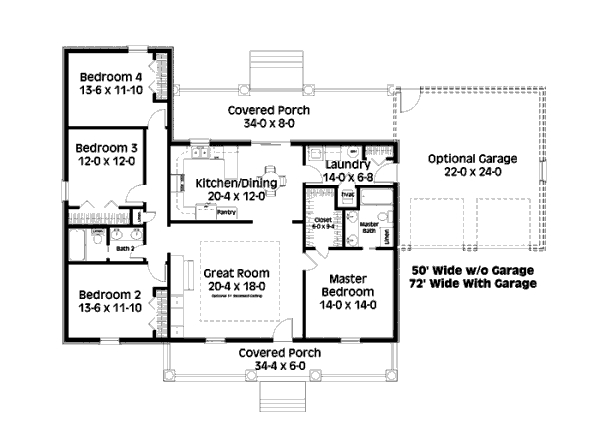 Bedroom 4
13-6 x 11-10
Covered Porch
34-0 x 8-0
Bedroom 3
12-0 x 12-0
Laundry
14-0 x 6-8
Optional Garage
22-0 x 24-0
Kitchen/Dining
20-4 x 12-0
Pantry
hvac
Linen
Closet
6-0 x 9-4
Master
Bath
Linen
Bath 2
Great Room
20-4 x 18-0
Master
Bedroom
14-0 x 14-0
Bedroom 2
13-6 x 11-10
50' Wide w/o Garage
72' Wide With Garage
Covered Porch
34-4 x 6-0